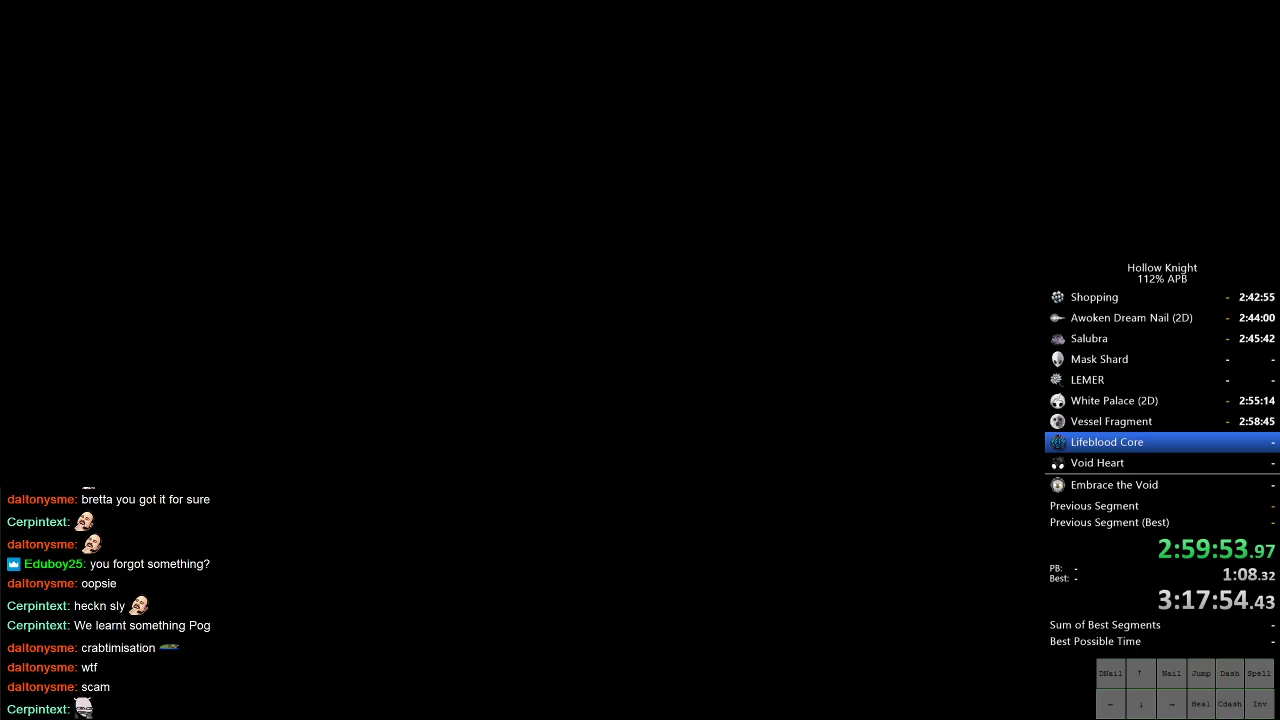 Hollow Knight
112% APB
Shopping - 2:42:55
Awoken Dream Nail (2D) - 2:44:00
Salubra - 2:45:42
Mask Shard - -
LEMER - -
White Palace (2D) - 2:55:14
Vessel Fragment - 2:58:45
Lifeblood Core -
Void Heart -
Embrace the Void -
Previous Segment -
Previous Segment (Best) -
2:59:53.97
PB: -
Best: -
1:08.32
3:17:54.43
Sum of Best Segments -
Best Possible Time -
DNail ↑ Nail Jump Dash Spell
← ↓ → Heal Cdash Inv
daltonysme: bretta you got it for sure
Cerpintext:
daltonysme:
Eduboy25: you forgot something?
daltonysme: oopsie
Cerpintext: heckn sly
Cerpintext: We learnt something Pog
daltonysme: crabtimisation
daltonysme: wtf
daltonysme: scam
Cerpintext: